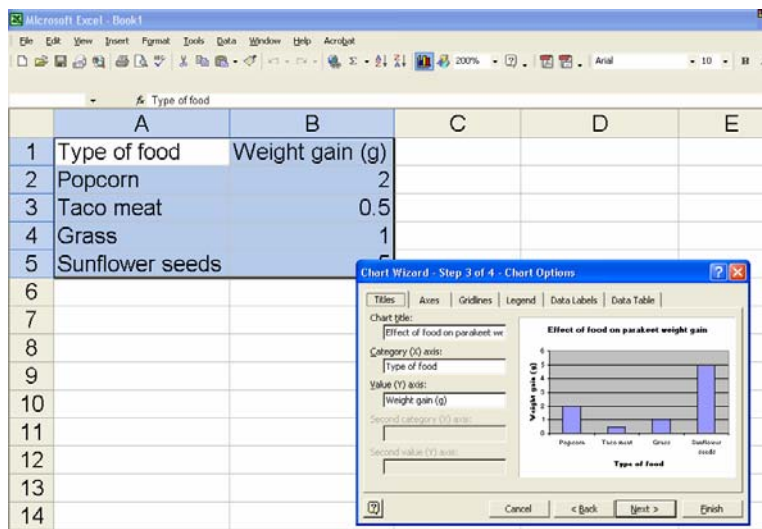 Microsoft Excel - Book1
File Edit View Insert Format Tools Data Window Help Acrobat
200% Arial 10 B
fx Type of food
A B C D E
1 Type of food Weight gain (g)
2 Popcorn 2
3 Taco meat 0.5
4 Grass 1
5 Sunflower seeds
6
7
8
9
10
11
12
13
14
Chart Wizard - Step 3 of 4 - Chart Options
Titles Axes Gridlines Legend Data Labels Data Table
Chart title:
Effect of food on parakeet we
Category (X) axis:
Type of food
Value (Y) axis:
Weight gain (g)
Second category (X) axis:
Second value (Y) axis:
Effect of food on parakeet weight gain
Weight gain (g)
6
5
4
3
2
1
0
Popcorn Taco meat Grass Sunflower seeds
Type of food
Cancel < Back Next > Finish